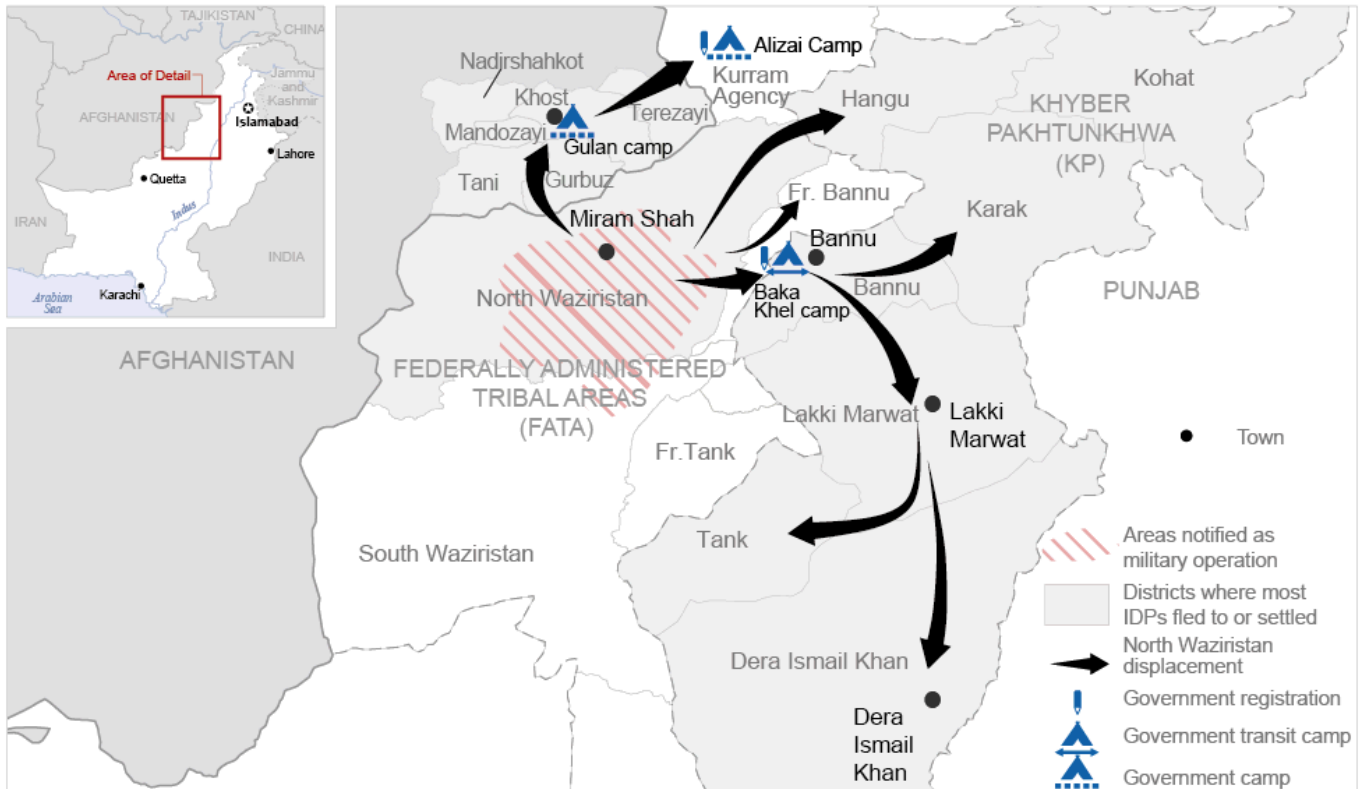 TAJIKISTAN
CHINA
Area of Detail
Jammu
and
Kashmir
AFGHANISTAN
Islamabad
Lahore
Quetta
Indus
IRAN
INDIA
Karachi
Arabian
Sea
Alizai Camp
Kurram
Agency
Nadirshahkot
Khost
Terezayi
Mandozayi
Gulan camp
Tani
Gurbuz
Hangu
Kohat
KHYBER
PAKHTUNKHWA
(KP)
Fr. Bannu
Karak
Miram Shah
Bannu
North Waziristan
Baka
Khel camp
Bannu
PUNJAB
AFGHANISTAN
FEDERALLY ADMINISTERED
TRIBAL AREAS
(FATA)
Lakki Marwat
Lakki
Marwat
Fr.Tank
Tank
South Waziristan
Dera Ismail Khan
Dera
Ismail
Khan
Town
Areas notified as
military operation
Districts where most
IDPs fled to or settled
North Waziristan
displacement
Government registration
Government transit camp
Government camp